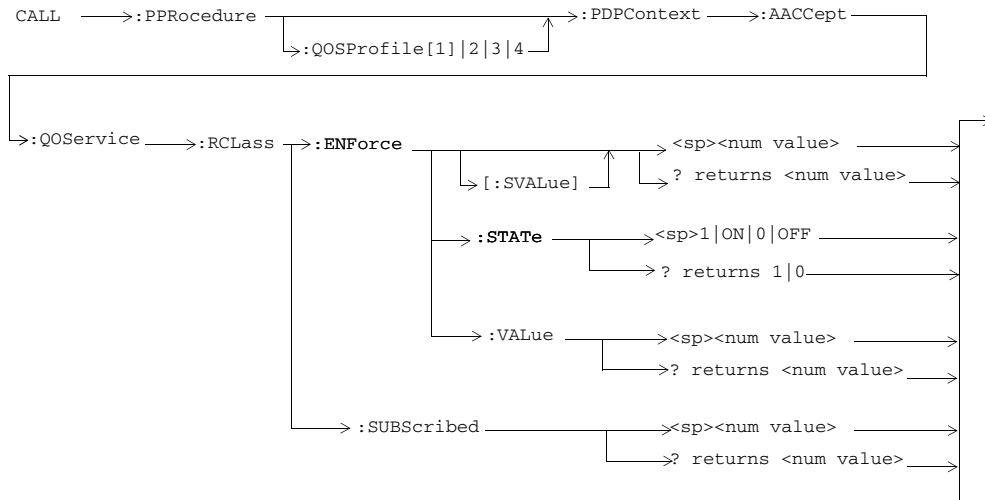 CALL :PPRocedure :PDPContext :AACCept
:QOSProfile[1]|2|3|4
:QOService :RCLass :ENForce <sp><num value>
[:SVALue] ? returns <num value>
:STATe <sp>1|ON|0|OFF
? returns 1|0
:VALue <sp><num value>
? returns <num value>
:SUBScribed <sp><num value>
? returns <num value>